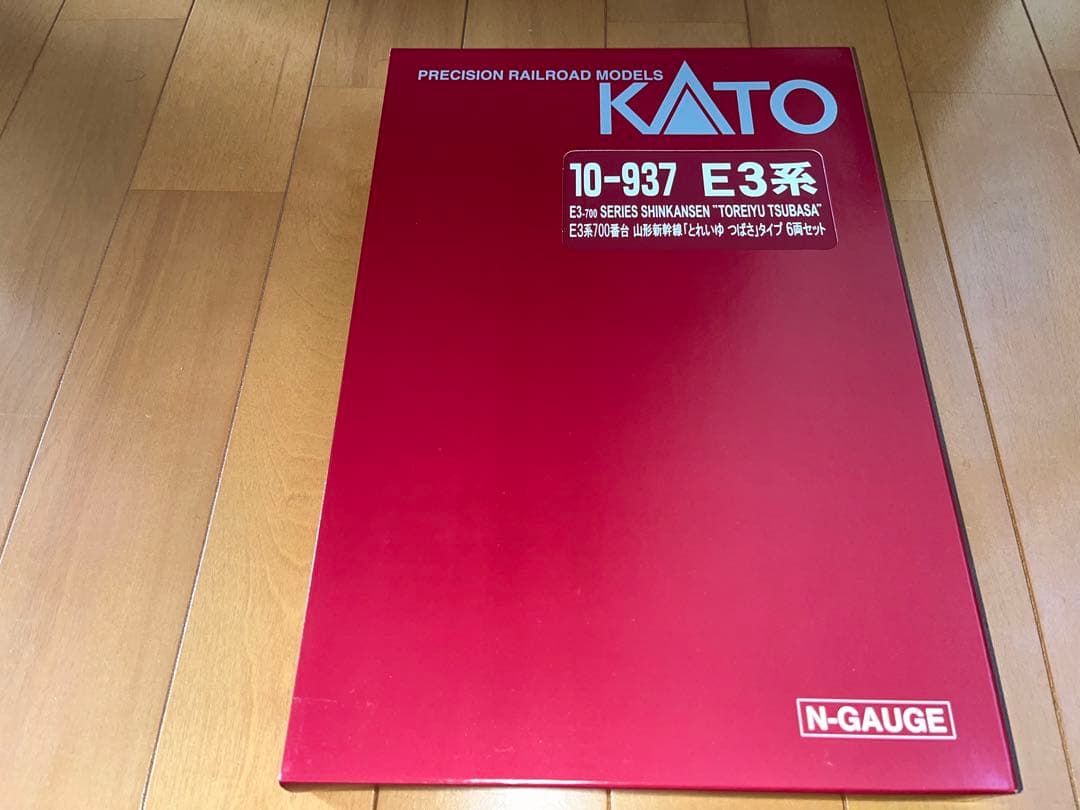 PRECISION RAILROAD MODELS
KATO
10-937 E3系
E3-700 SERIES SHINKANSEN "TOREIYU TSUBASA"
E3系700番台 山形新幹線「とれいゆ つばさ」タイプ 6両セット
N-GAUGE